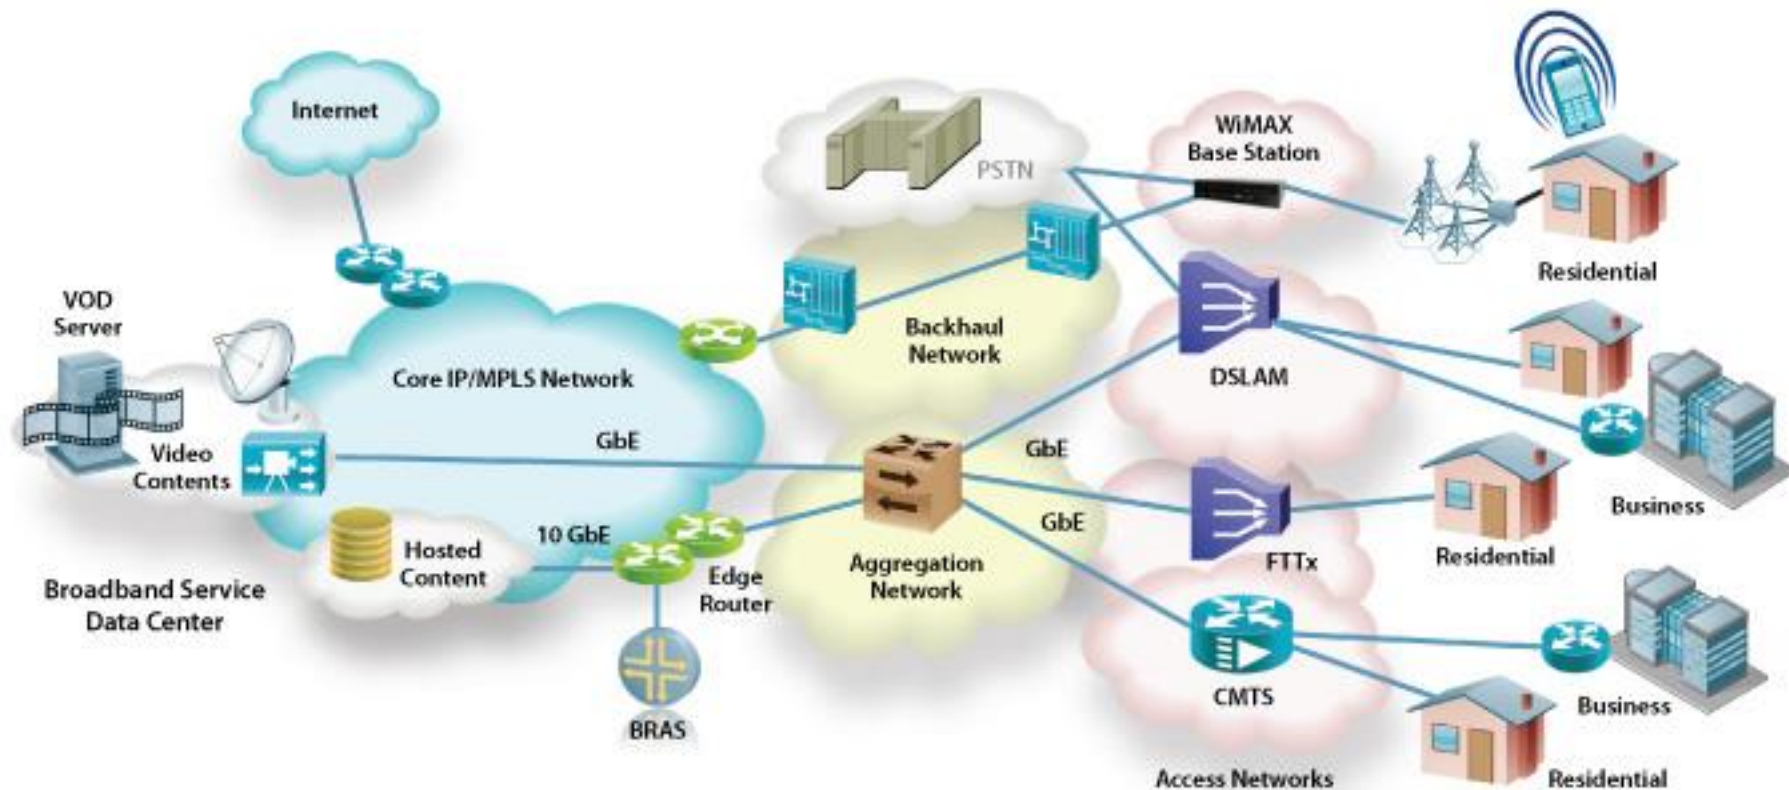 Internet
PSTN
WiMAX
Base Station
Residential
VOD
Server
Core IP/MPLS Network
Backhaul
Network
DSLAM
Video
Contents
GbE
GbE
Business
Hosted
Content
10 GbE
Edge
Router
Aggregation
Network
GbE
FTTx
Residential
Broadband Service
Data Center
BRAS
CMTS
Business
Access Networks
Residential